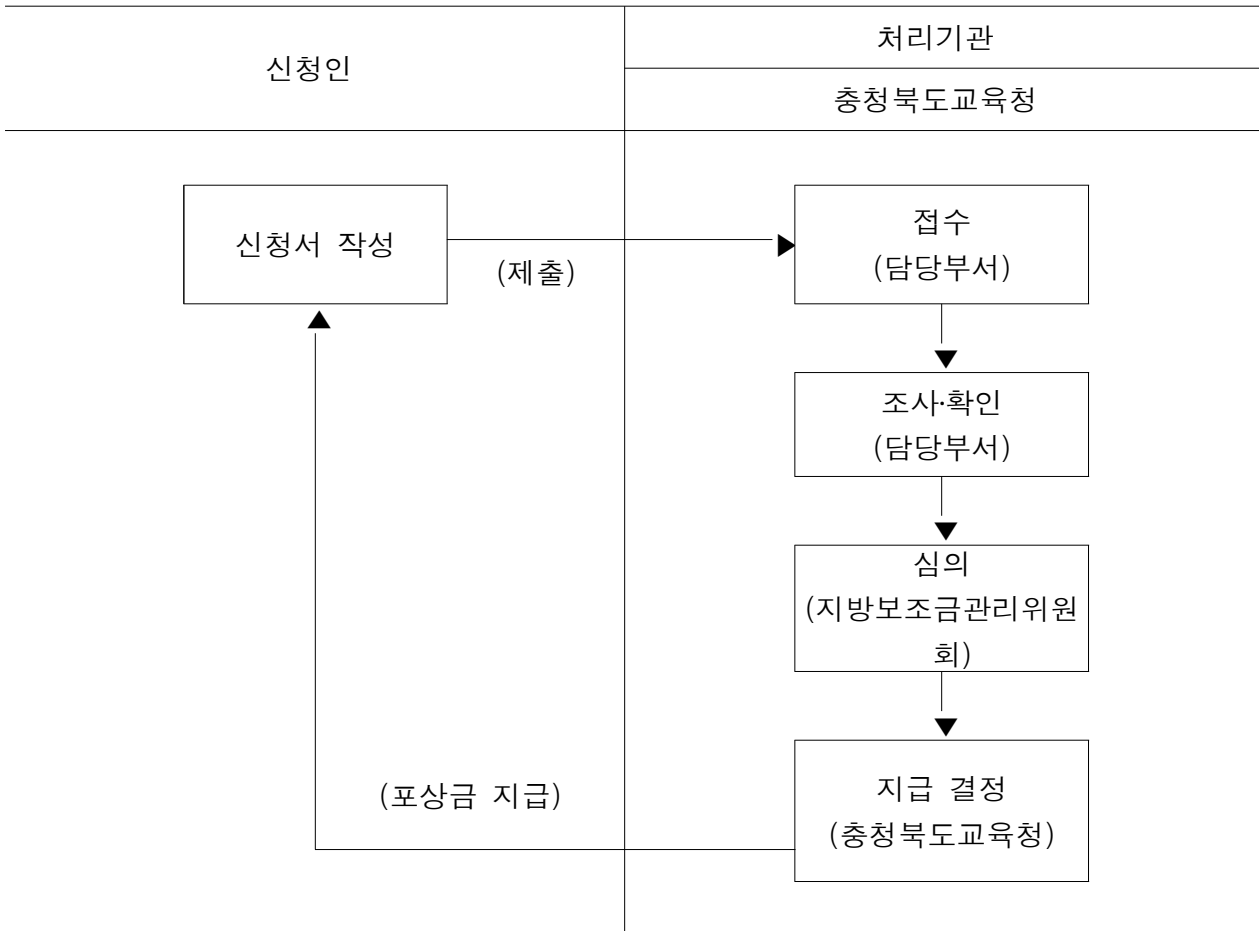 신청인
처리기관
충청북도교육청
신청서 작성
(제출)
접수
(담당부서)
조사·확인
(담당부서)
심의
(지방보조금관리위원
회)
지급 결정
(충청북도교육청)
(포상금 지급)